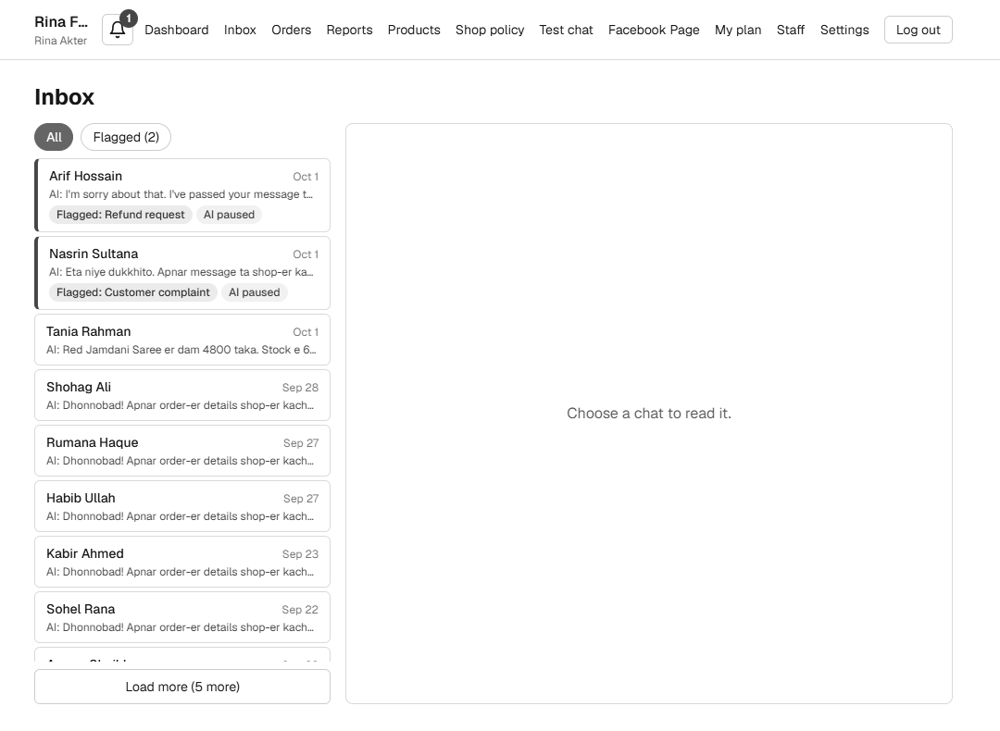 Rina F...
Rina Akter
1
Dashboard
Inbox
Orders
Reports
Products
Shop policy
Test chat
Facebook Page
My plan
Staff
Settings
Log out
Inbox
All
Flagged (2)
Arif Hossain
Oct 1
AI: I'm sorry about that. I've passed your message t...
Flagged: Refund request
AI paused
Nasrin Sultana
Oct 1
AI: Eta niye dukkhito. Apnar message ta shop-er ka...
Flagged: Customer complaint
AI paused
Tania Rahman
Oct 1
AI: Red Jamdani Saree er dam 4800 taka. Stock e 6...
Shohag Ali
Sep 28
AI: Dhonnobad! Apnar order-er details shop-er kach...
Rumana Haque
Sep 27
AI: Dhonnobad! Apnar order-er details shop-er kach...
Habib Ullah
Sep 27
AI: Dhonnobad! Apnar order-er details shop-er kach...
Kabir Ahmed
Sep 23
AI: Dhonnobad! Apnar order-er details shop-er kach...
Sohel Rana
Sep 22
AI: Dhonnobad! Apnar order-er details shop-er kach...
Load more (5 more)
Choose a chat to read it.